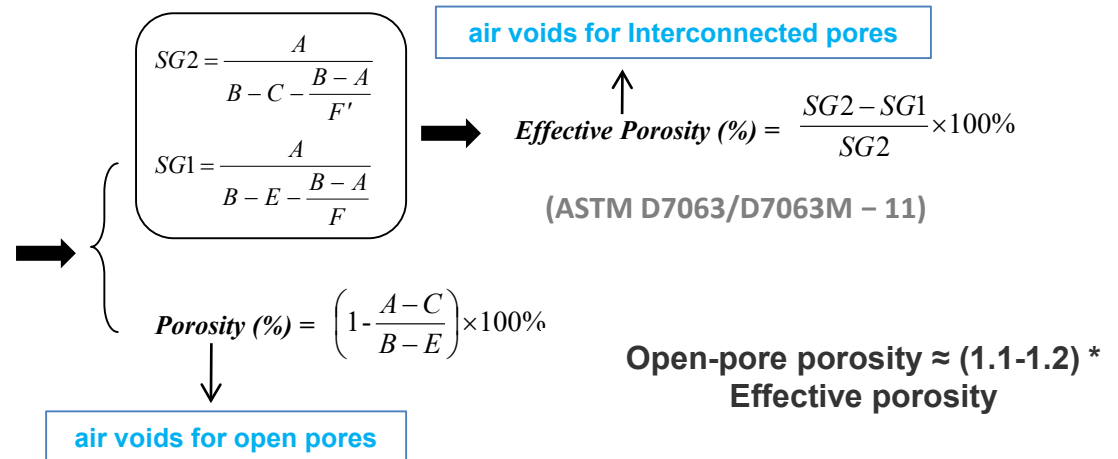 air voids for Interconnected pores
SG2 = A / (B − C − (B − A) / F')
SG1 = A / (B − E − (B − A) / F)
Effective Porosity (%) = (SG2 − SG1) / SG2 × 100%
(ASTM D7063/D7063M – 11)
Porosity (%) = (1 - (A − C) / (B − E)) × 100%
Open-pore porosity ≈ (1.1-1.2) *
Effective porosity
air voids for open pores